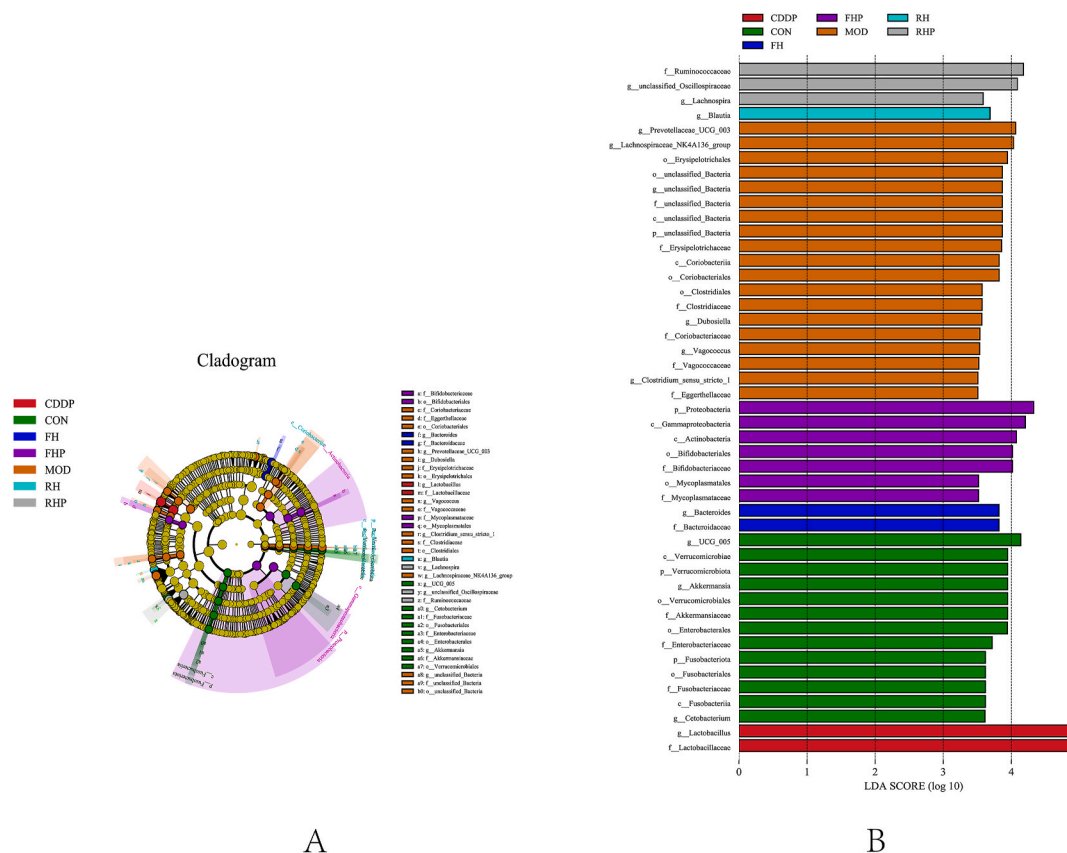 Cladogram
CDDP
CON
FH
FHP
MOD
RH
RHP
a: f__Bifidobacteriaceae
b: o__Bifidobacteriales
c: f__Coriobacteriaceae
d: f__Eggerthellaceae
e: o__Coriobacteriales
f: g__Bacteroides
g: f__Bacteroidaceae
h: g__Prevotellaceae_UCG_003
i: g__Dubosiella
j: f__Erysipelotrichaceae
k: o__Erysipelotrichales
l: g__Lactobacillus
m: f__Lactobacillaceae
n: g__Vagococcus
o: f__Vagococcaceae
p: f__Mycoplasmataceae
q: o__Mycoplasmatales
r: g__Clostridium_sensu_stricto_1
s: f__Clostridiaceae
t: o__Clostridiales
u: g__Blautia
v: g__Lachnospira
w: g__Lachnospiraceae_NK4A136_group
x: g__UCG_005
y: g__unclassified_Oscillospiraceae
z: f__Ruminococcaceae
a0: g__Cetobacterium
a1: f__Fusobacteriaceae
a2: o__Fusobacteriales
a3: f__Enterobacteriaceae
a4: o__Enterobacterales
a5: g__Akkermansia
a6: f__Akkermansiaceae
a7: o__Verrucomicrobiales
a8: g__unclassified_Bacteria
a9: f__unclassified_Bacteria
b0: o__unclassified_Bacteria
A
CDDP
CON
FH
FHP
MOD
RH
RHP
f__Ruminococcaceae
g__unclassified_Oscillospiraceae
g__Lachnospira
g__Blautia
g__Prevotellaceae_UCG_003
g__Lachnospiraceae_NK4A136_group
o__Erysipelotrichales
o__unclassified_Bacteria
g__unclassified_Bacteria
f__unclassified_Bacteria
c__unclassified_Bacteria
p__unclassified_Bacteria
f__Erysipelotrichaceae
c__Coriobacteriia
o__Coriobacteriales
o__Clostridiales
f__Clostridiaceae
g__Dubosiella
f__Coriobacteriaceae
g__Vagococcus
f__Vagococcaceae
g__Clostridium_sensu_stricto_1
f__Eggerthellaceae
p__Proteobacteria
c__Gammaproteobacteria
c__Actinobacteria
o__Bifidobacteriales
f__Bifidobacteriaceae
o__Mycoplasmatales
f__Mycoplasmataceae
g__Bacteroides
f__Bacteroidaceae
g__UCG_005
c__Verrucomicrobiae
p__Verrucomicrobiota
g__Akkermansia
o__Verrucomicrobiales
f__Akkermansiaceae
o__Enterobacterales
f__Enterobacteriaceae
p__Fusobacteriota
o__Fusobacteriales
f__Fusobacteriaceae
c__Fusobacteriia
g__Cetobacterium
g__Lactobacillus
f__Lactobacillaceae
0 1 2 3 4
LDA SCORE (log 10)
B